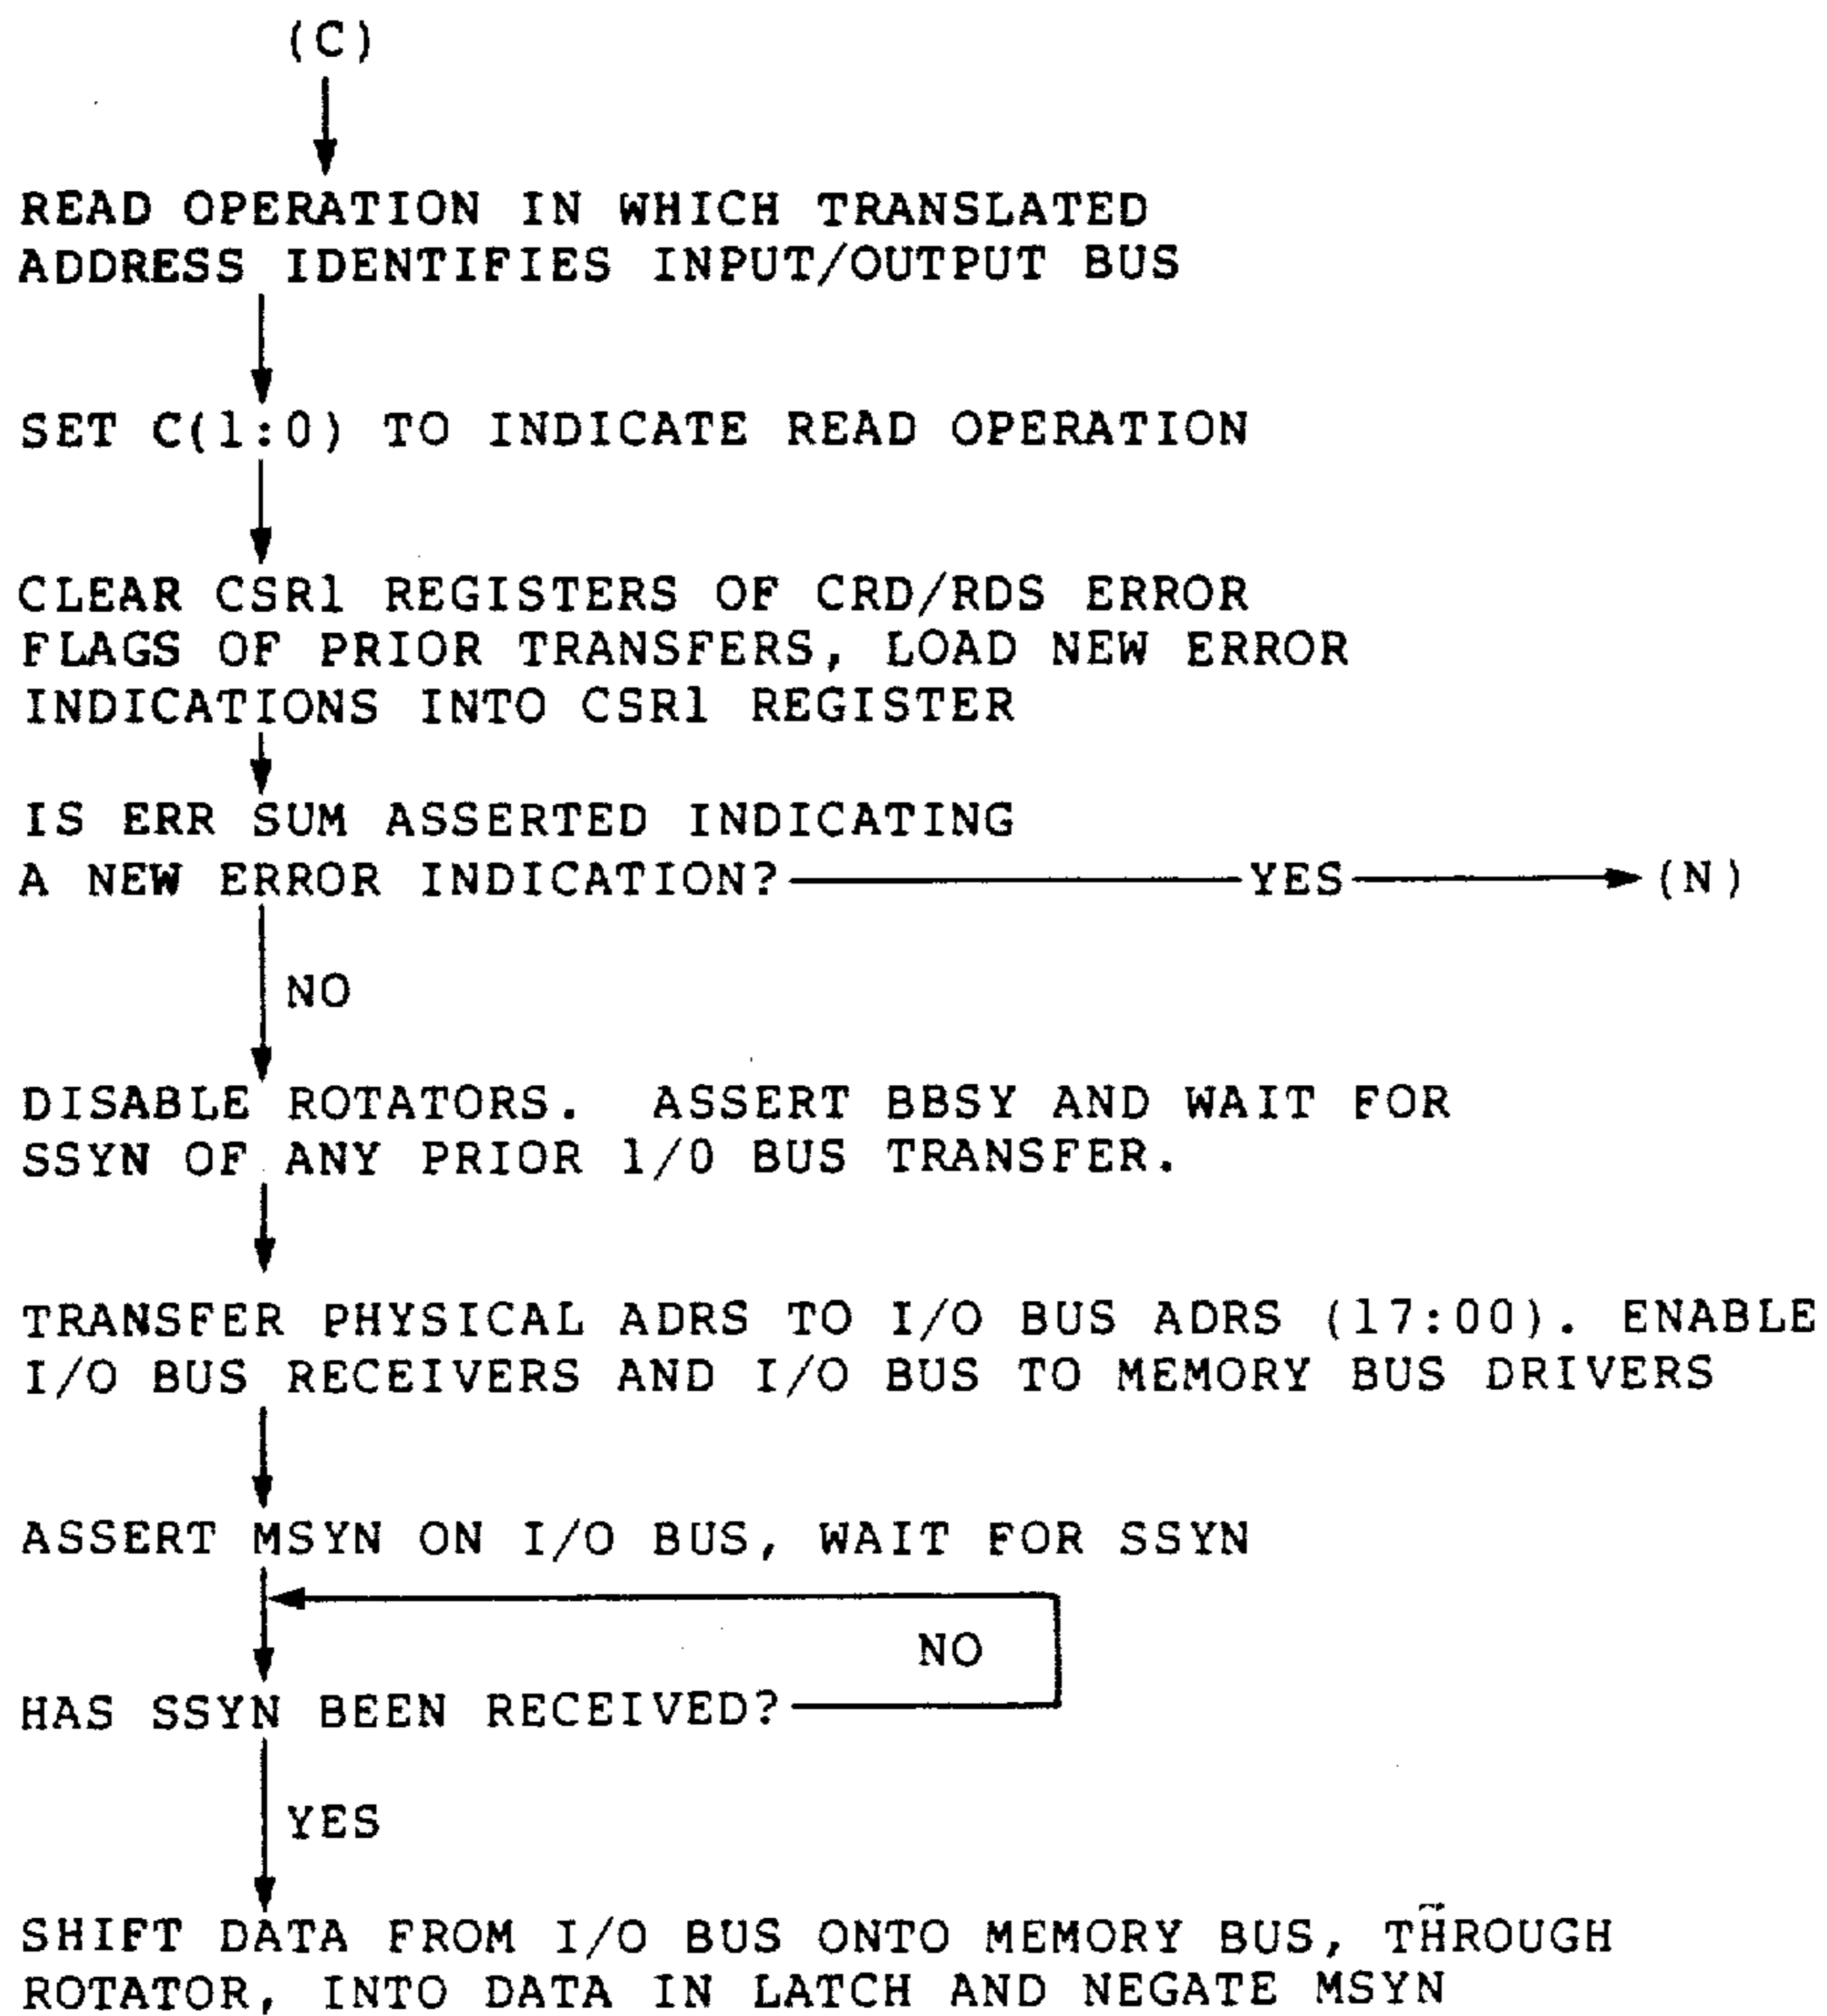 (C)
READ OPERATION IN WHICH TRANSLATED
ADDRESS IDENTIFIES INPUT/OUTPUT BUS
SET C(1:0) TO INDICATE READ OPERATION
CLEAR CSR1 REGISTERS OF CRD/RDS ERROR
FLAGS OF PRIOR TRANSFERS, LOAD NEW ERROR
INDICATIONS INTO CSR1 REGISTER
IS ERR SUM ASSERTED INDICATING
A NEW ERROR INDICATION? YES (N)
NO
DISABLE ROTATORS. ASSERT BBSY AND WAIT FOR
SSYN OF ANY PRIOR 1/0 BUS TRANSFER.
TRANSFER PHYSICAL ADRS TO I/O BUS ADRS (17:00). ENABLE
I/O BUS RECEIVERS AND I/O BUS TO MEMORY BUS DRIVERS
ASSERT MSYN ON I/O BUS, WAIT FOR SSYN
NO
HAS SSYN BEEN RECEIVED?
YES
SHIFT DATA FROM I/O BUS ONTO MEMORY BUS, THROUGH
ROTATOR, INTO DATA IN LATCH AND NEGATE MSYN